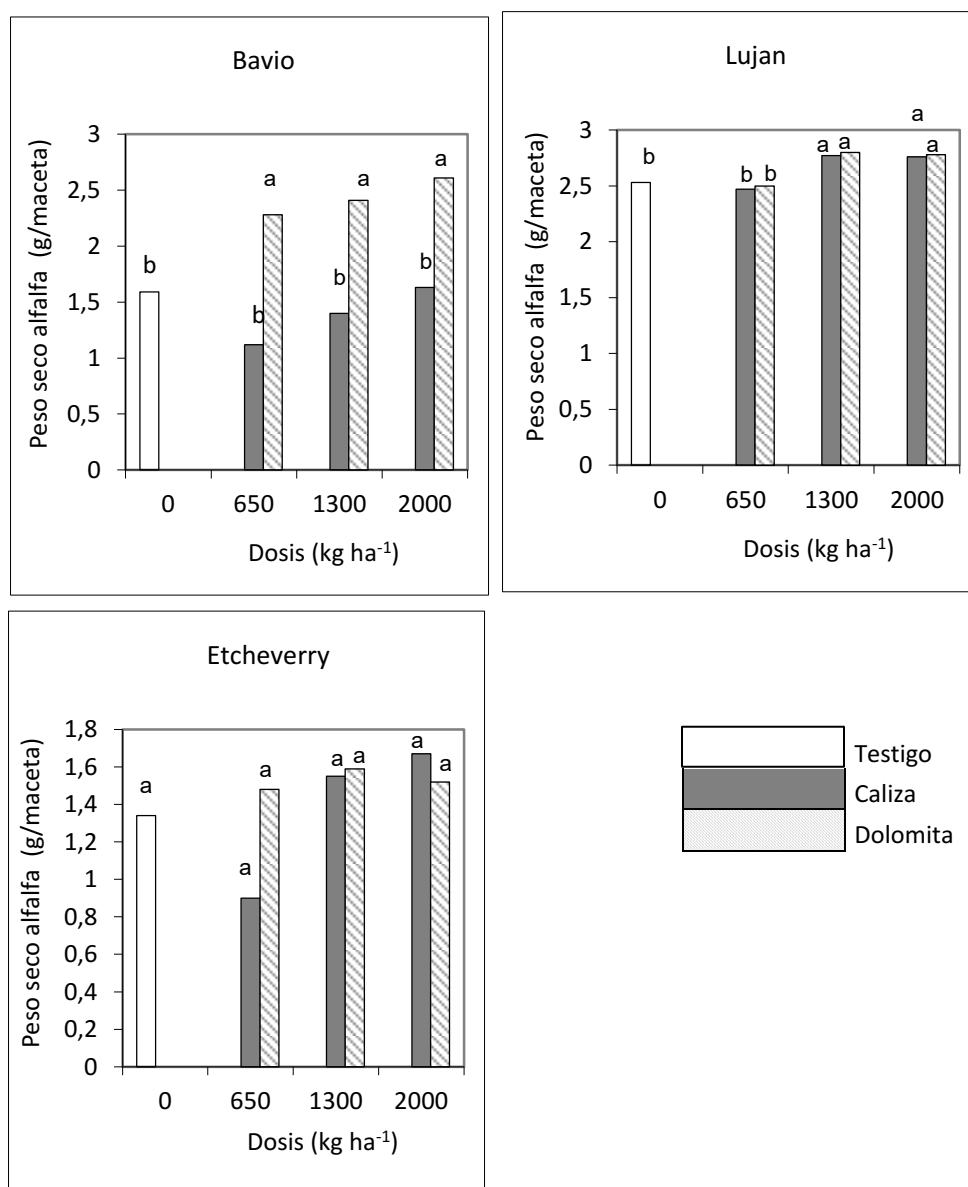 Bavio
Peso seco alfalfa (g/maceta)
3
2,5
2
1,5
1
0,5
0
b
b
a
b
a
b
a
0
650
1300
2000
Dosis (kg ha⁻¹)
Lujan
Peso seco alfalfa (g/maceta)
3
2,5
2
1,5
1
0,5
0
b
b
b
a
a
a
a
0
650
1300
2000
Dosis (kg ha⁻¹)
Etcheverry
Peso seco alfalfa (g/maceta)
1,8
1,6
1,4
1,2
1
0,8
0,6
0,4
0,2
0
a
a
a
a
a
a
a
0
650
1300
2000
Dosis (kg ha⁻¹)
Testigo
Caliza
Dolomita